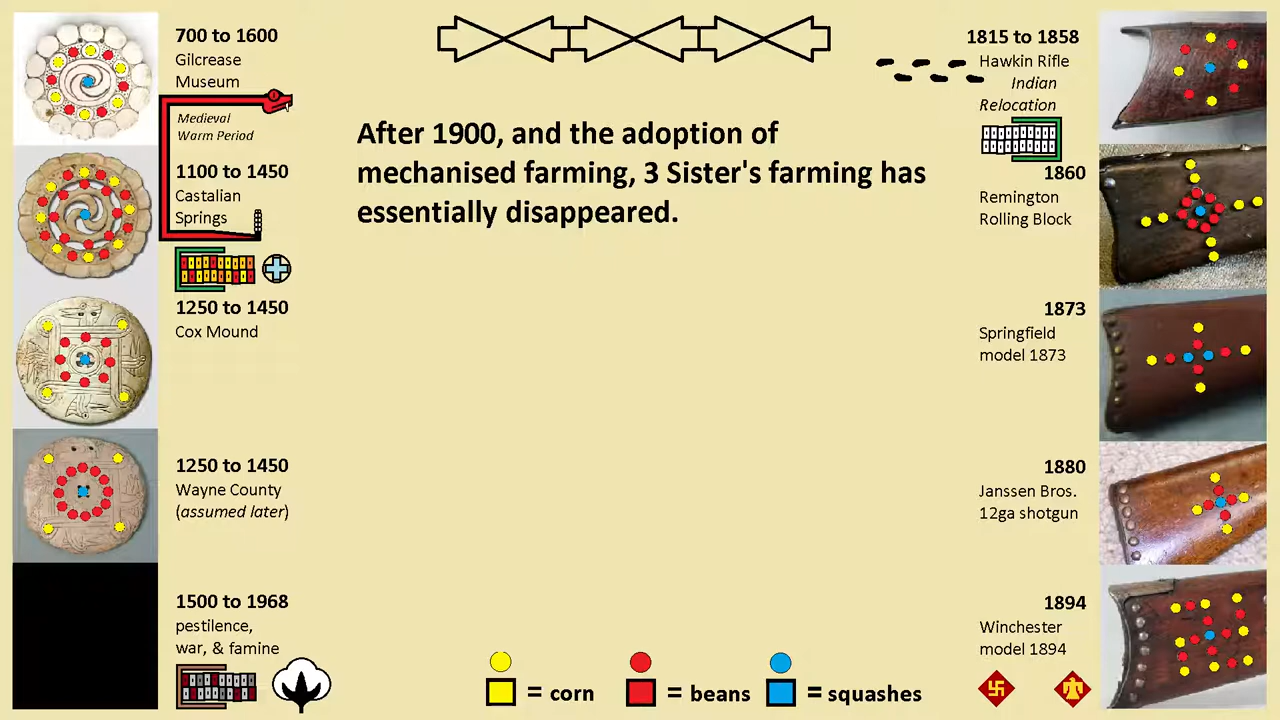 700 to 1600
Gilcrease
Museum
Medieval
Warm Period
1100 to 1450
Castalian
Springs
1250 to 1450
Cox Mound
1250 to 1450
Wayne County
(assumed later)
1500 to 1968
pestilence,
war, & famine
After 1900, and the adoption of
mechanised farming, 3 Sister's farming has
essentially disappeared.
= corn
= beans
= squashes
1815 to 1858
Hawkin Rifle
Indian
Relocation
1860
Remington
Rolling Block
1873
Springfield
model 1873
1880
Janssen Bros.
12ga shotgun
1894
Winchester
model 1894